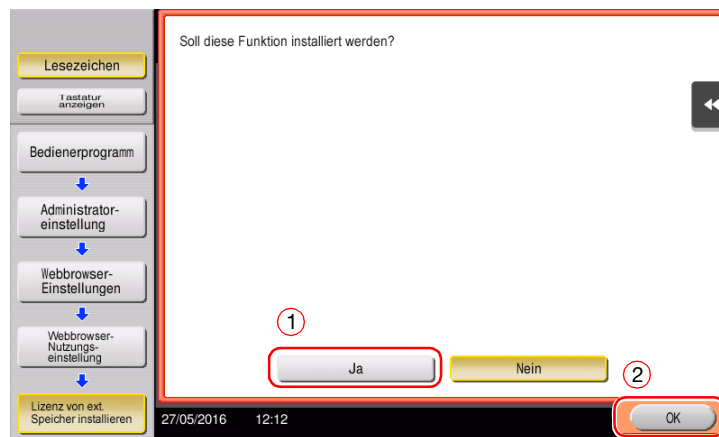 Soll diese Funktion installiert werden?
Lesezeichen
Tastatur
anzeigen
Bedienerprogramm
Administrator-
einstellung
Webbrowser-
Einstellungen
Webbrowser-
Nutzungs-
einstellung
Lizenz von ext.
Speicher installieren
1
Ja
Nein
2
27/05/2016 12:12
OK